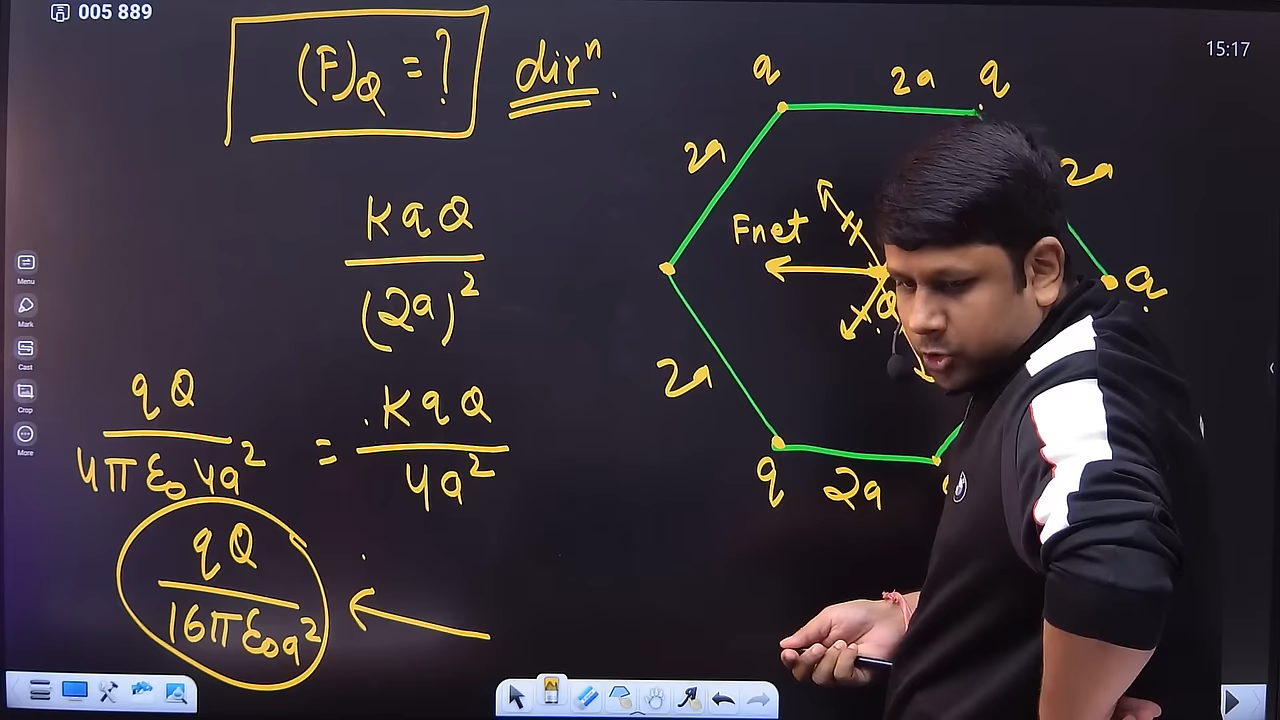 005 889
15:17
(F)Q = ? dirⁿ.
q 2a q
2a 2a
Fnet
Q
q
2a
q 2a
KqQ
(2a)²
qQ = KqQ
4πε₀4a² 4a²
qQ
16πε₀a²
Menu
Mark
Cast
Crop
More